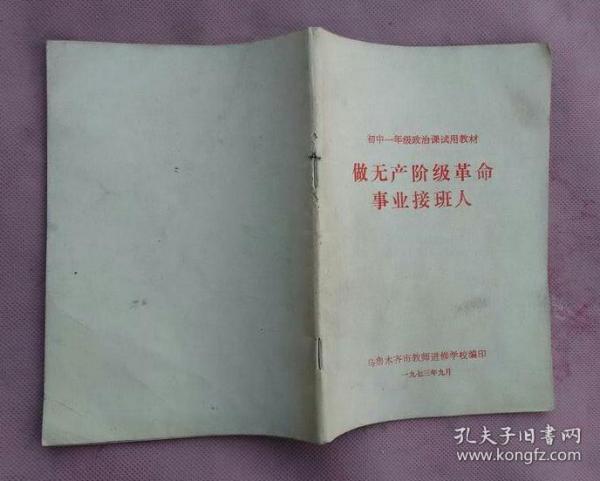 初中一年级政治课试用教材
做无产阶级革命
事业接班人
乌鲁木齐市教师进修学校编印
一九七三年九月
孔夫子旧书网
www.kongfz.com